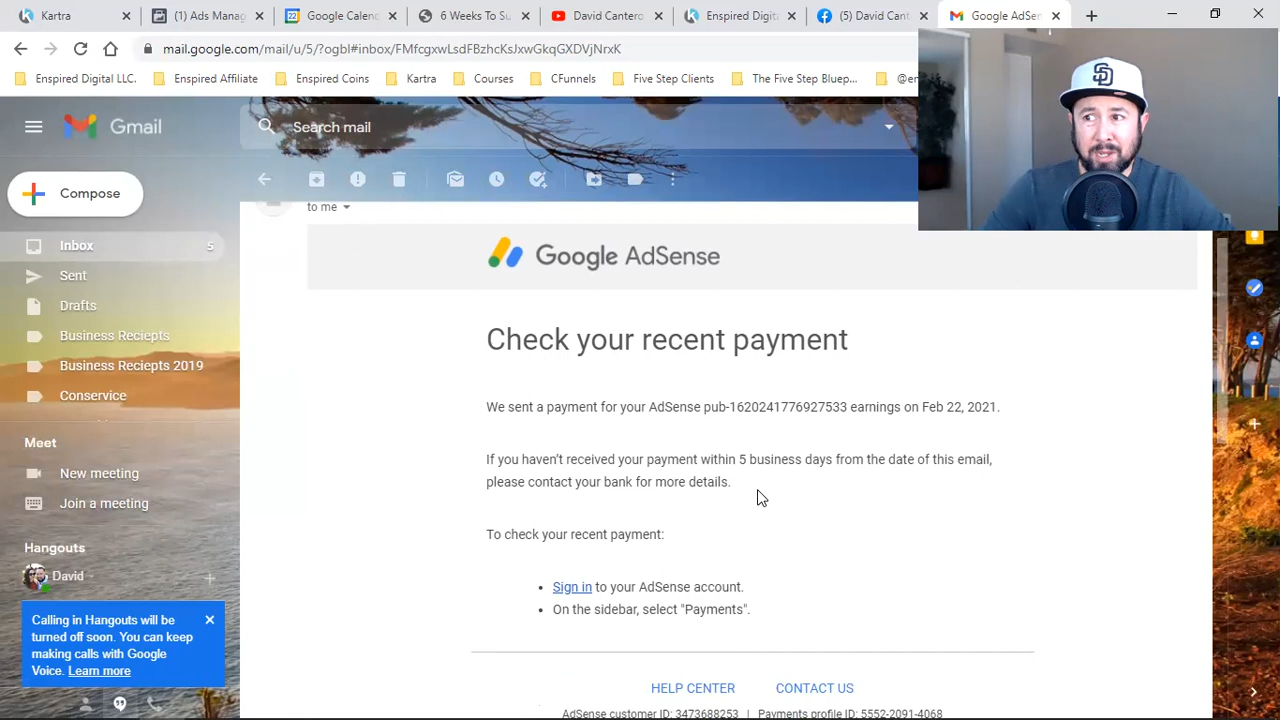 Kartra
(1) Ads Manag
Google Calend
6 Weeks To Su
David Cantero
Enspired Digita
(5) David Cante
Google AdSen
mail.google.com/mail/u/5/?ogbl#inbox/FMfcgxwLsdFBzhcKsJxwGkqGXDVjNrxK
Enspired Digital LLC.
Enspired Affiliate
Enspired Coins
Kartra
Courses
CFunnels
Five Step Clients
The Five Step Bluep...
Gmail
Search mail
Compose
to me
Inbox 5
Sent
Drafts
Business Reciepts
Business Reciepts 2019
Conservice
Meet
New meeting
Join a meeting
Hangouts
David
Calling in Hangouts will be
turned off soon. You can keep
making calls with Google
Voice. Learn more
Google AdSense
Check your recent payment
We sent a payment for your AdSense pub-1620241776927533 earnings on Feb 22, 2021.
If you haven't received your payment within 5 business days from the date of this email,
please contact your bank for more details.
To check your recent payment:
• Sign in to your AdSense account.
• On the sidebar, select "Payments".
HELP CENTER CONTACT US
AdSense customer ID: 3473688253 | Payments profile ID: 5552-2091-4068
SD